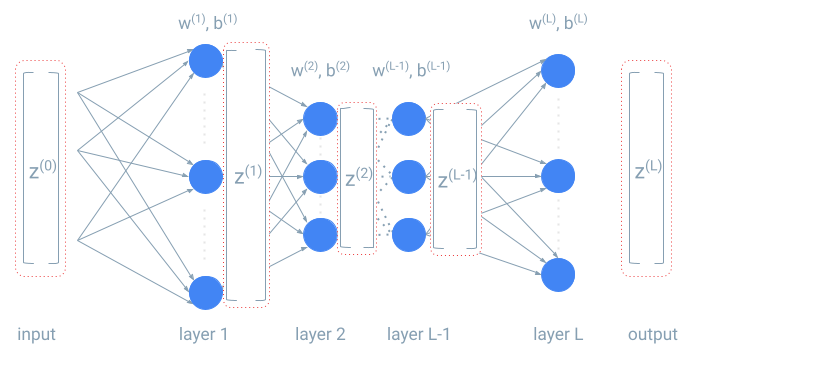 w⁽¹⁾, b⁽¹⁾
w⁽ᴸ⁾, b⁽ᴸ⁾
w⁽²⁾, b⁽²⁾
w⁽ᴸ⁻¹⁾, b⁽ᴸ⁻¹⁾
z⁽⁰⁾
z⁽¹⁾
z⁽²⁾
z⁽ᴸ⁻¹⁾
z⁽ᴸ⁾
input
layer 1
layer 2
layer L-1
layer L
output